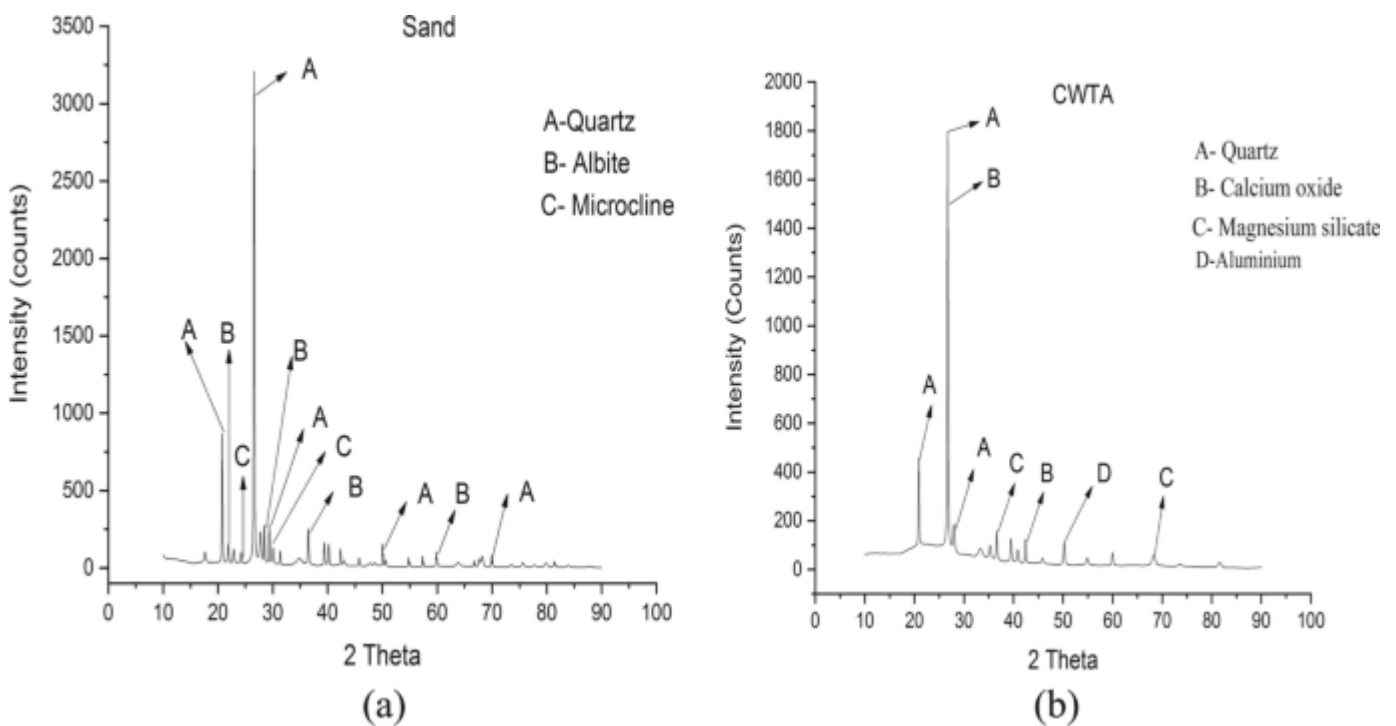 Sand
3500
3000
2500
2000
1500
1000
500
0
Intensity (counts)
A
A-Quartz
B- Albite
C- Microcline
A
B
C
B
A
C
B
A
B
A
0 10 20 30 40 50 60 70 80 90 100
2 Theta
(a)
CWTA
2000
1800
1600
1400
1200
1000
800
600
400
200
0
Intensity (Counts)
A
B
A- Quartz
B- Calcium oxide
C- Magnesium silicate
D-Aluminium
A
A
C
B
D
C
0 10 20 30 40 50 60 70 80 90 100
2 Theta
(b)